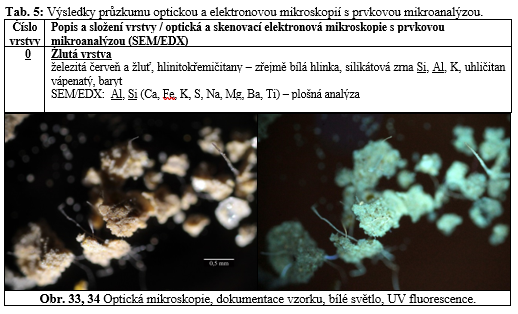 Tab. 5: Výsledky průzkumu optickou a elektronovou mikroskopií s prvkovou mikroanalýzou.
Číslo vrstvy
Popis a složení vrstvy / optická a skenovací elektronová mikroskopie s prvkovou mikroanalýzou (SEM/EDX)
0
Žlutá vrstva
železitá červeň a žluť, hlinitokřemičitany – zřejmě bílá hlinka, silikátová zrna Si, Al, K, uhličitan
vápenatý, baryt
SEM/EDX: Al, Si (Ca, Fe, K, S, Na, Mg, Ba, Ti) – plošná analýza
0,5 mm
Obr. 33, 34 Optická mikroskopie, dokumentace vzorku, bílé světlo, UV fluorescence.